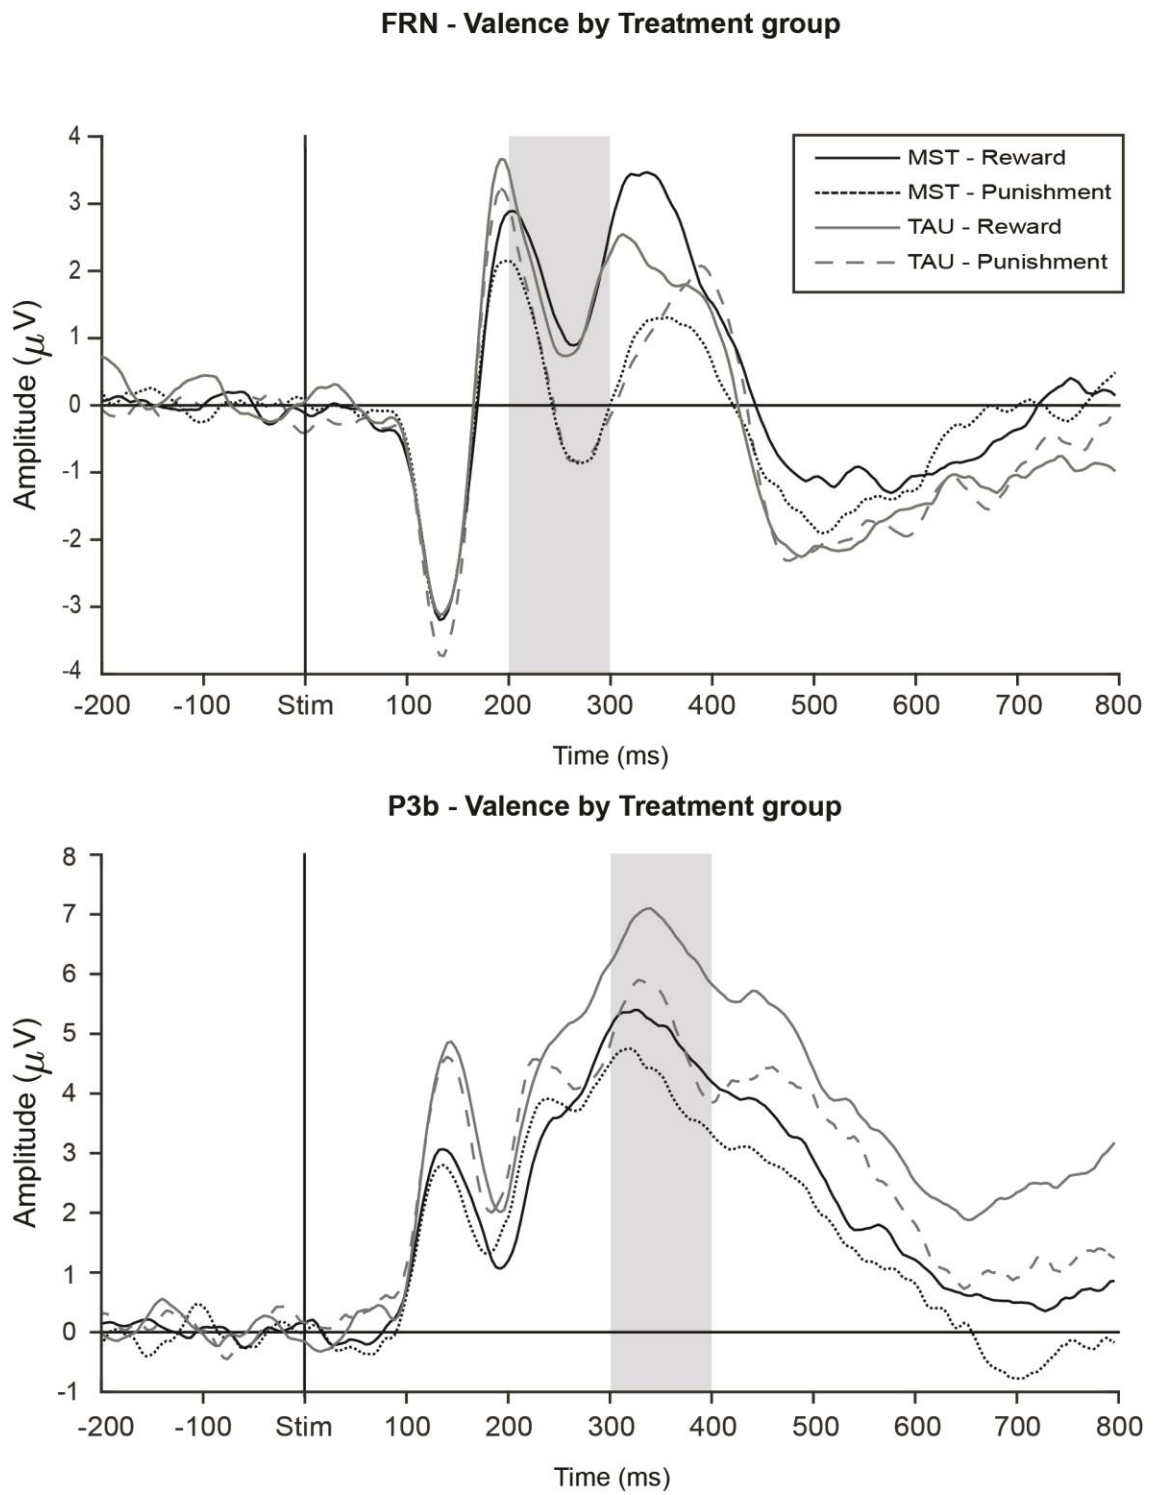 FRN - Valence by Treatment group
4
3
2
1
0
-1
-2
-3
-4
Amplitude (μV)
MST - Reward
MST - Punishment
TAU - Reward
TAU - Punishment
-200 -100 Stim 100 200 300 400 500 600 700 800
Time (ms)
P3b - Valence by Treatment group
8
7
6
5
4
3
2
1
0
-1
Amplitude (μV)
-200 -100 Stim 100 200 300 400 500 600 700 800
Time (ms)